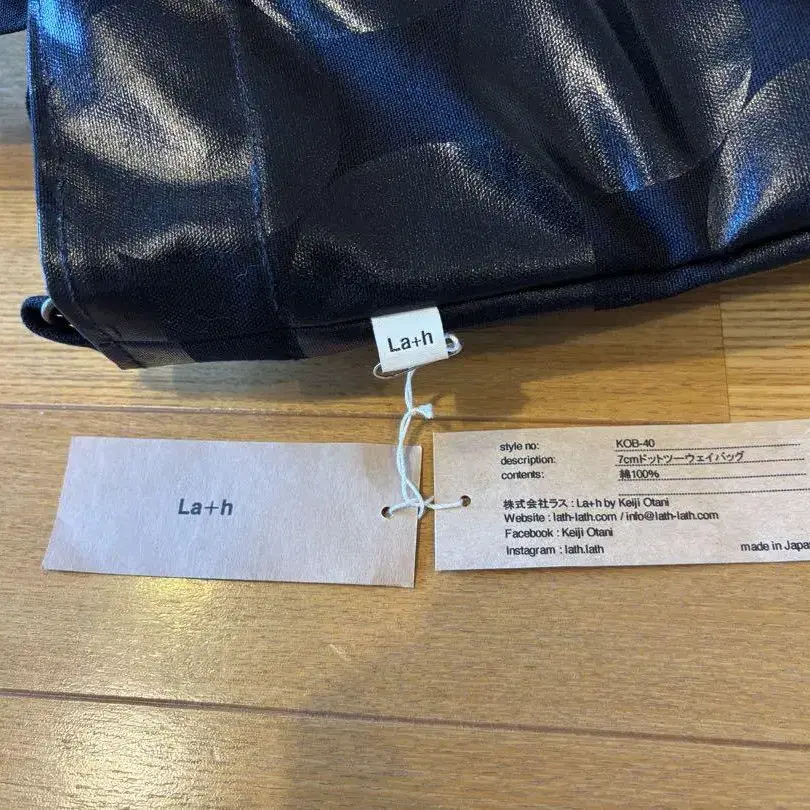 La+h
La+h
style no: KOB-40
description: 7cmドットツーウェイバッグ
contents: 綿100%
株式会社ラス : La+h by Keiji Otani
Website : lath-lath.com / info@lath-lath.com
Facebook : Keiji Otani
Instagram : lath.lath
made in Japan